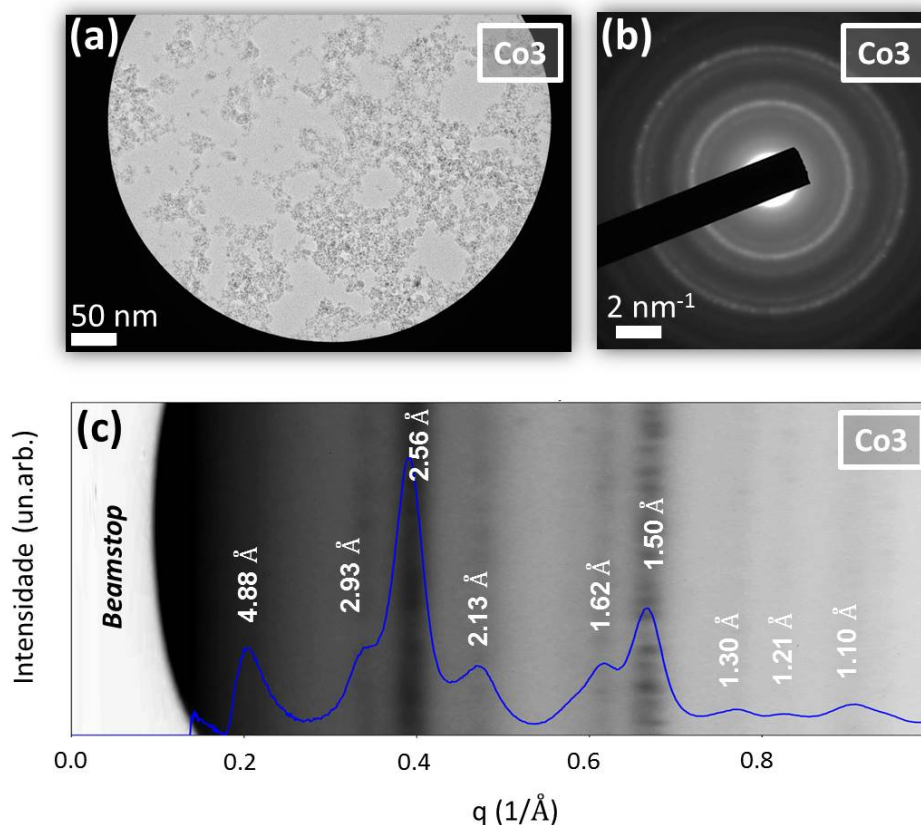 (a)
Co3
50 nm
(b)
Co3
2 nm⁻¹
(c)
Co3
Intensidade (un.arb.)
Beamstop
4.88 Å
2.93 Å
2.56 Å
2.13 Å
1.62 Å
1.50 Å
1.30 Å
1.21 Å
1.10 Å
0.0 0.2 0.4 0.6 0.8
q (1/Å)